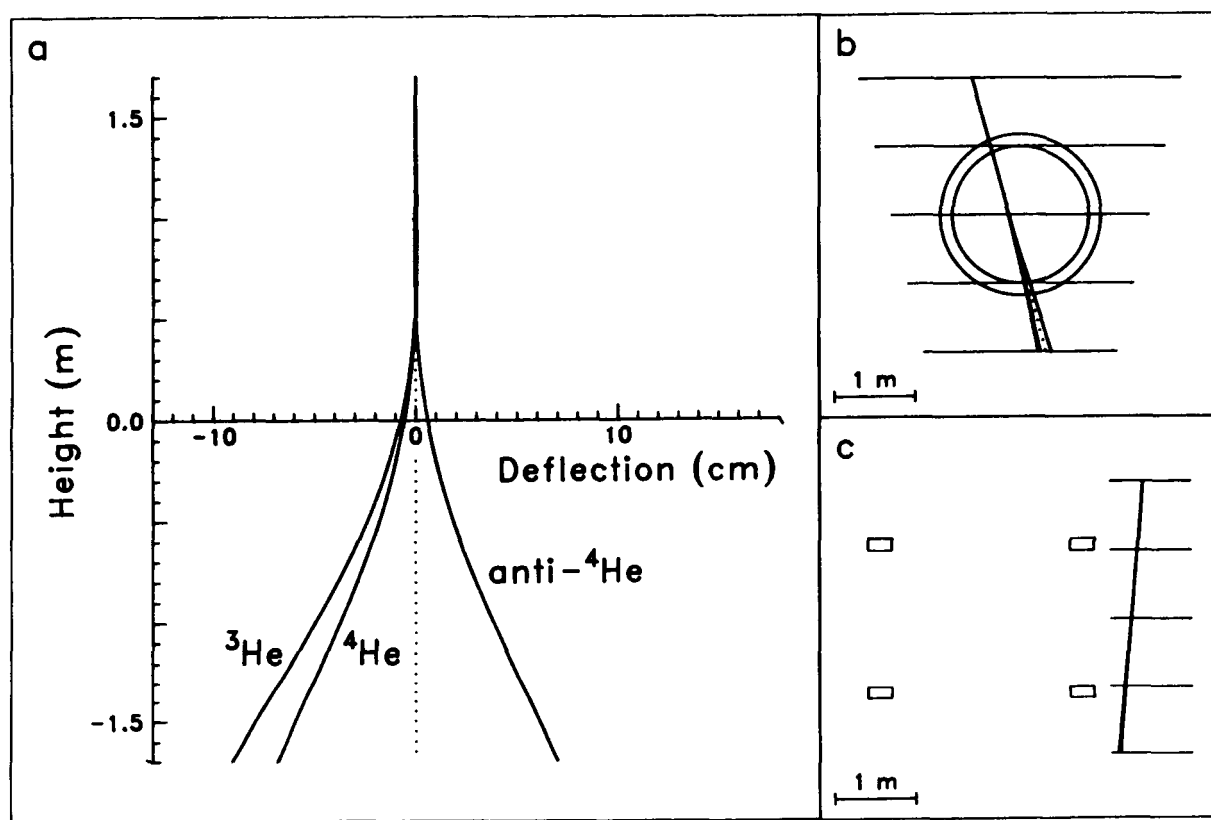 a
1.5
0.0
-1.5
-10
0
10
Height (m)
Deflection (cm)
³He
⁴He
anti-⁴He
b
1 m
c
1 m